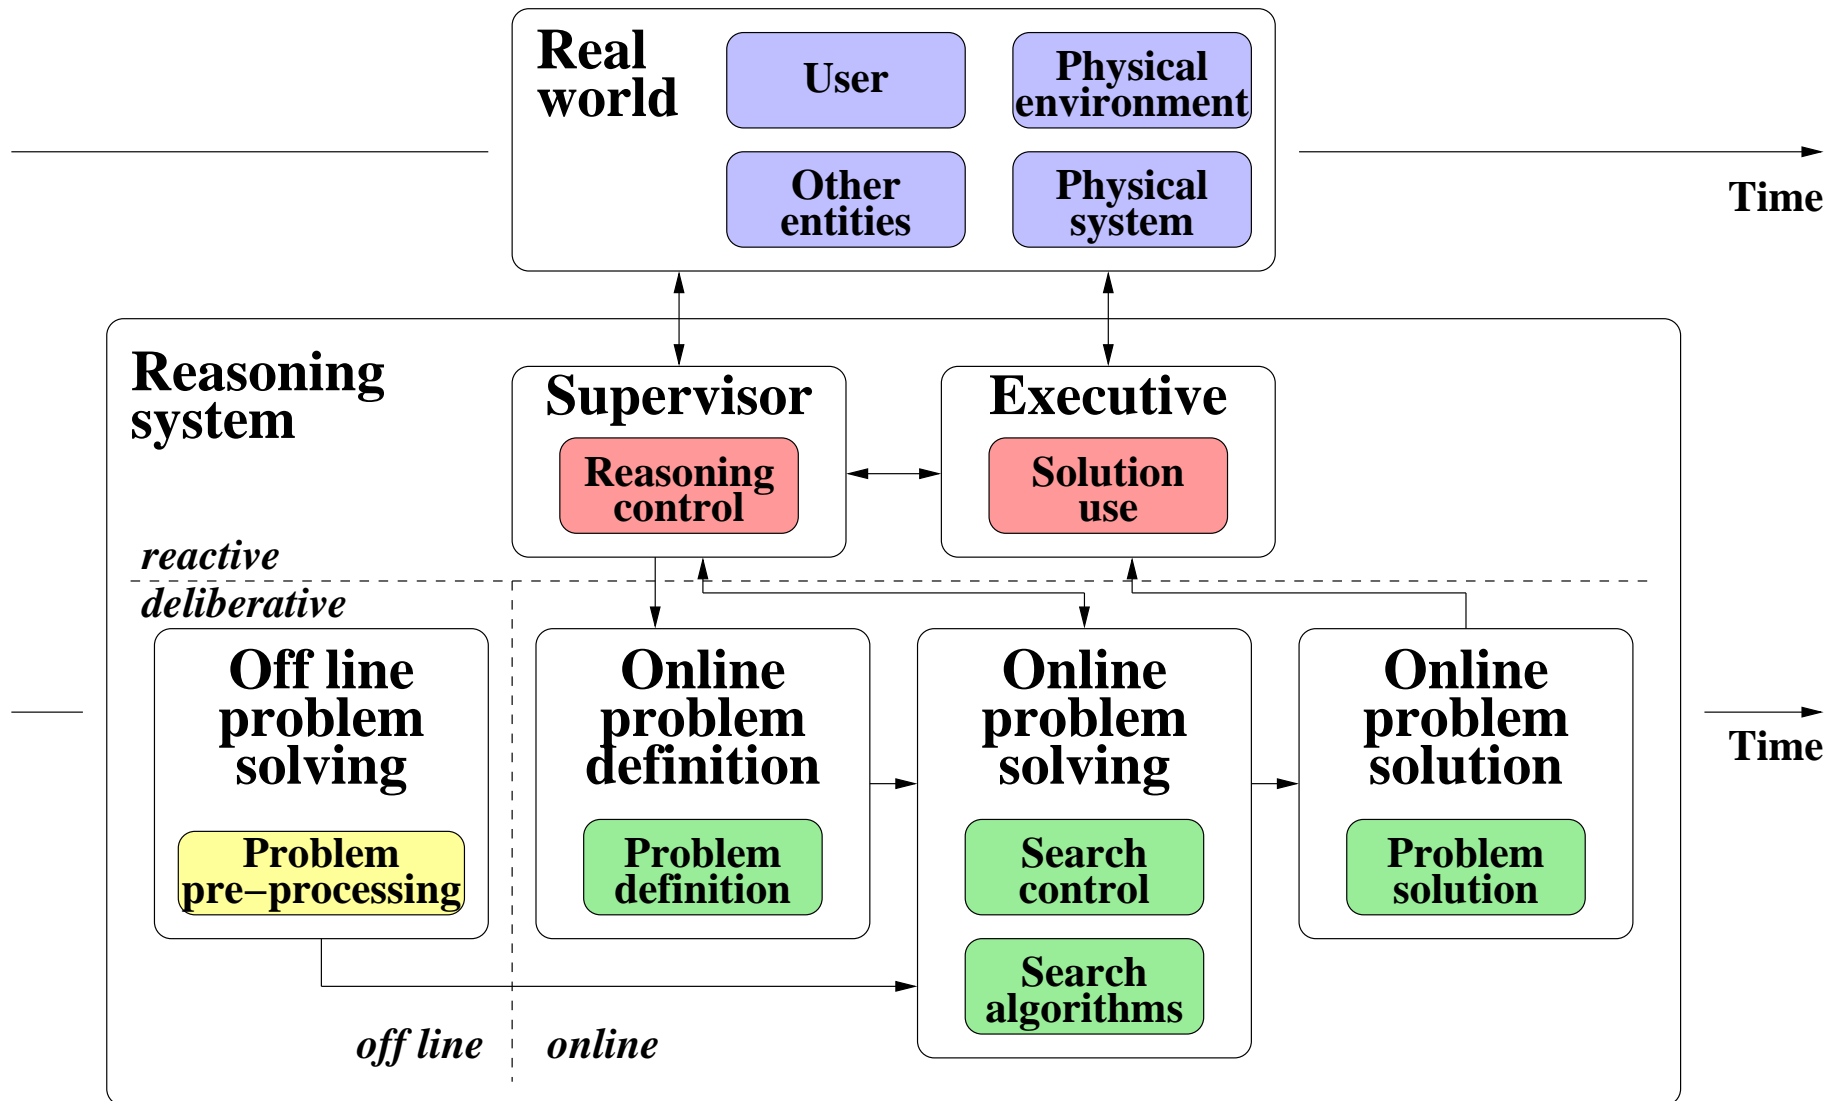 Real
world
User
Physical
environment
Other
entities
Physical
system
Time
Reasoning
system
Supervisor
Reasoning
control
Executive
Solution
use
reactive
deliberative
Off line
problem
solving
Problem
pre−processing
Online
problem
definition
Problem
definition
Online
problem
solving
Search
control
Search
algorithms
Online
problem
solution
Problem
solution
Time
off line
online